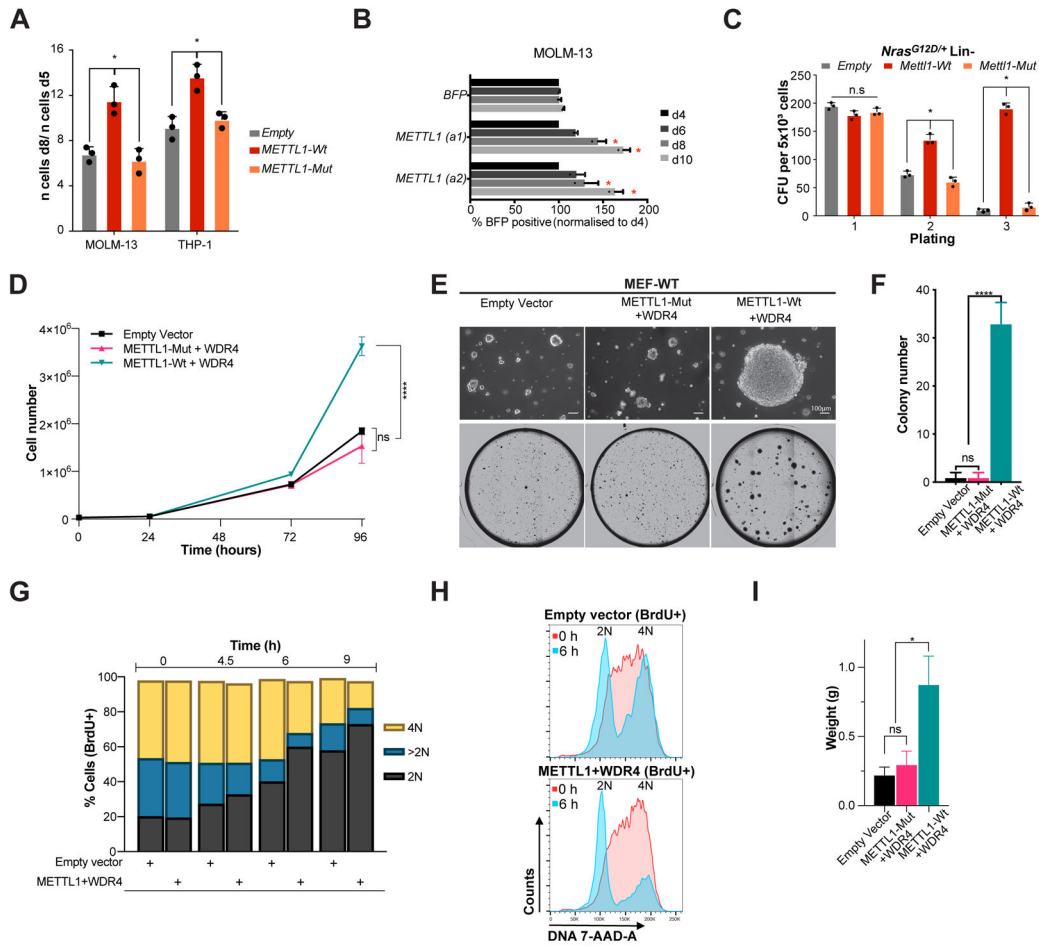 A
n cells d8/ n cells d5
16
12
8
4
0
*
*
MOLM-13
THP-1
Empty
METTL1-Wt
METTL1-Mut
B
MOLM-13
BFP
METTL1 (a1)
METTL1 (a2)
*
*
*
*
d4
d6
d8
d10
0
50
100
150
200
% BFP positive (normalised to d4)
C
NrasG12D/+ Lin-
Empty
Mettl1-Wt
Mettl1-Mut
CFU per 5x10³ cells
250
200
150
100
50
0
n.s
*
*
1
2
3
Plating
D
Cell number
4×10⁶
3×10⁶
2×10⁶
1×10⁶
0
Empty Vector
METTL1-Mut + WDR4
METTL1-Wt + WDR4
ns
****
0
24
48
72
96
Time (hours)
E
MEF-WT
Empty Vector
METTL1-Mut
+WDR4
METTL1-Wt
+WDR4
100µm
F
Colony number
40
30
20
10
0
ns
****
Empty Vector
METTL1-Mut
+WDR4
METTL1-Wt
+ WDR4
G
Time (h)
0
4.5
6
9
% Cells (BrdU+)
100
80
60
40
20
0
4N
>2N
2N
Empty vector
+
+
+
+
METTL1+WDR4
+
+
+
+
H
Empty vector (BrdU+)
2N
4N
0 h
6 h
METTL1+WDR4 (BrdU+)
2N
4N
0 h
6 h
Counts
DNA 7-AAD-A
I
Weight (g)
1.0
0.5
0.0
ns
*
Empty Vector
METTL1-Mut
+WDR4
METTL1-Wt
+WDR4